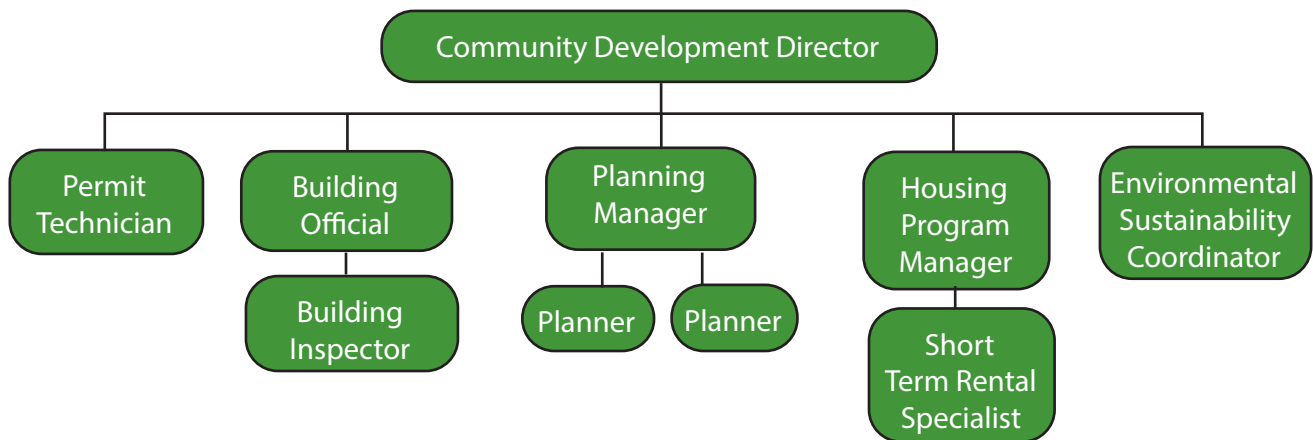 Community Development Director
Permit
Technician
Building
Official
Planning
Manager
Housing
Program
Manager
Environmental
Sustainability
Coordinator
Building
Inspector
Planner
Planner
Short
Term Rental
Specialist